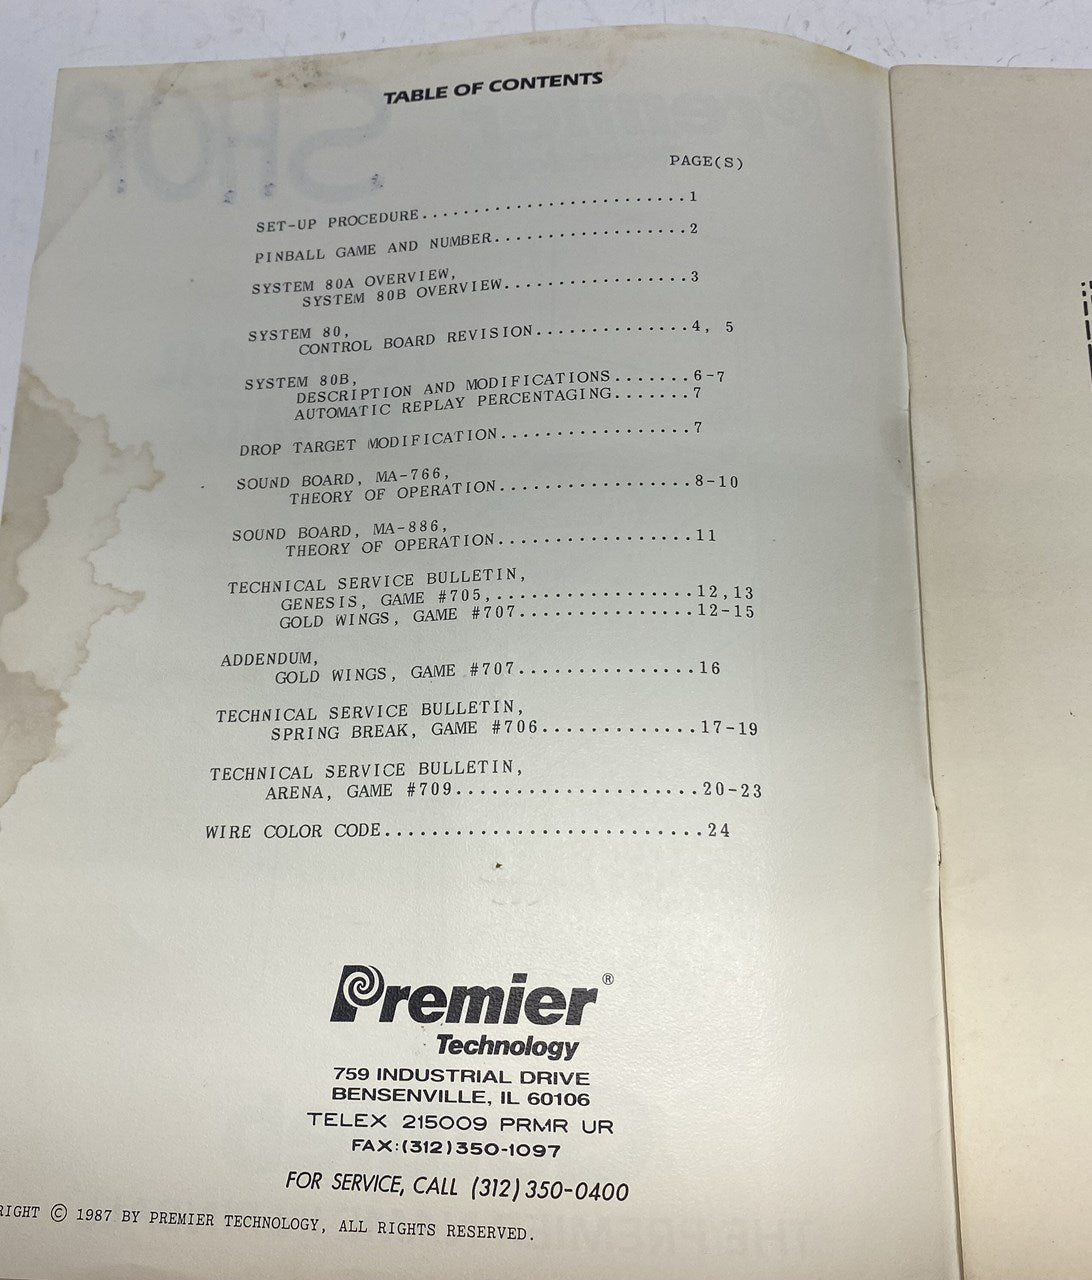 TABLE OF CONTENTS
PAGE(S)
SET-UP PROCEDURE.........................1
PINBALL GAME AND NUMBER.................2
SYSTEM 80A OVERVIEW,
SYSTEM 80B OVERVIEW................3
SYSTEM 80,
CONTROL BOARD REVISION..............4, 5
SYSTEM 80B,
DESCRIPTION AND MODIFICATIONS.......6-7
AUTOMATIC REPLAY PERCENTAGING.......7
DROP TARGET MODIFICATION.................7
SOUND BOARD, MA-766,
THEORY OF OPERATION.................8-10
SOUND BOARD, MA-886,
THEORY OF OPERATION.................11
TECHNICAL SERVICE BULLETIN,
GENESIS, GAME #705,.................12,13
GOLD WINGS, GAME #707...............12-15
ADDENDUM,
GOLD WINGS, GAME #707...............16
TECHNICAL SERVICE BULLETIN,
SPRING BREAK, GAME #706.............17-19
TECHNICAL SERVICE BULLETIN,
ARENA, GAME #709.....................20-23
WIRE COLOR CODE...........................24
Premier®
Technology
759 INDUSTRIAL DRIVE
BENSENVILLE, IL 60106
TELEX 215009 PRMR UR
FAX:(312)350-1097
FOR SERVICE, CALL (312)350-0400
RIGHT © 1987 BY PREMIER TECHNOLOGY, ALL RIGHTS RESERVED.